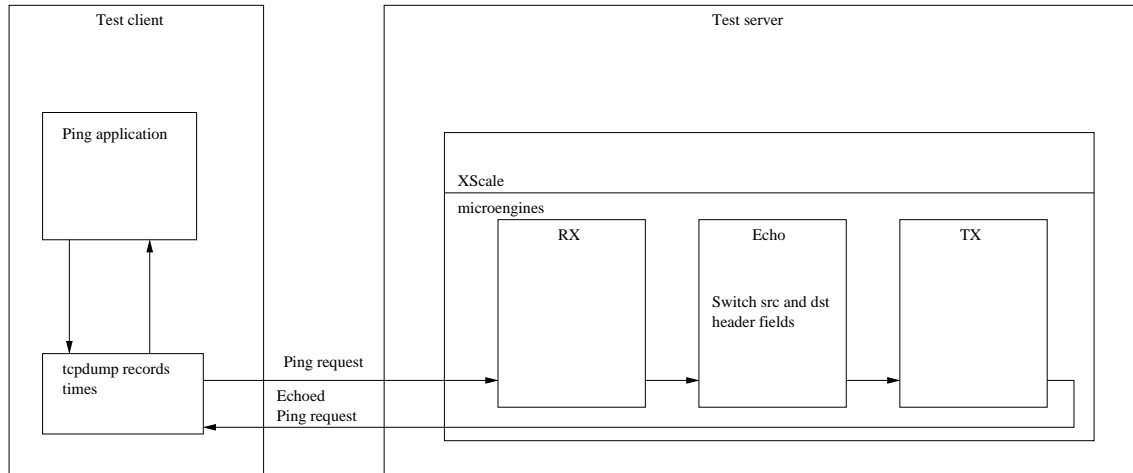 Test client
Test server
Ping application
XScale
microengines
RX
Echo
TX
Switch src and dst
header fields
tcpdump records
times
Ping request
Echoed
Ping request